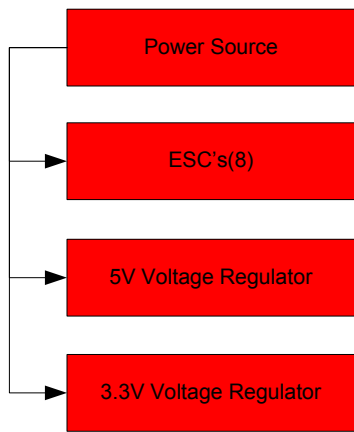 Power Source
ESC's(8)
5V Voltage Regulator
3.3V Voltage Regulator